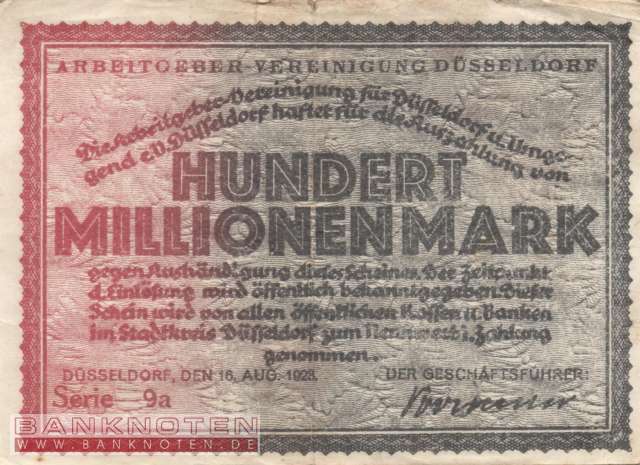 ARBEITGEBER-VEREINIGUNG DÜSSELDORF
Die Arbeitgeber-Vereinigung für Düsseldorf u. Umge-
gend e.V. Düsseldorf haftet für die Auszahlung von
HUNDERT
MILLIONEN MARK
gegen Aushändigung dieses Scheines. Der Zeitpunkt
d. Einlösung wird öffentlich bekanntgegeben. Dieser
Schein wird von allen öffentlichen Kassen u. Banken
im Stadtkreis Düsseldorf zum Nennwert i. Zahlung
genommen.
DÜSSELDORF, DEN 16. AUG. 1923. DER GESCHÄFTSFÜHRER:
Serie 9a
BANKNOTEN
WWW.BANKNOTEN.DE